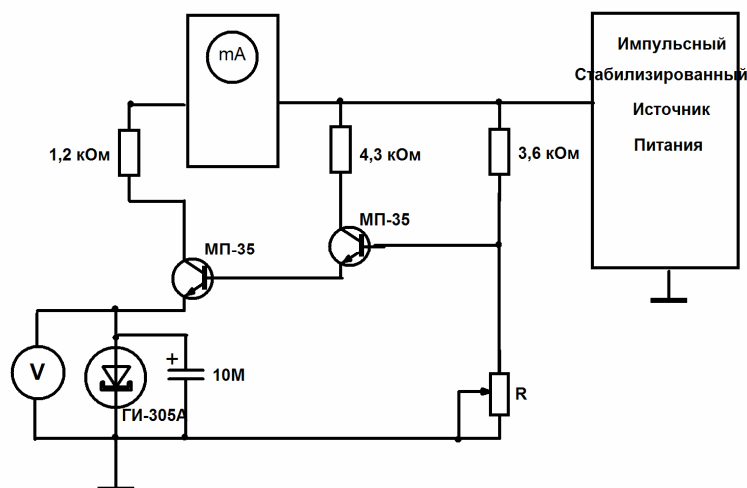 mA
Импульсный
Стабилизированный
Источник
Питания
1,2 кОм
4,3 кОм
3,6 кОм
МП-35
МП-35
V
+
10М
ГИ-305А
R